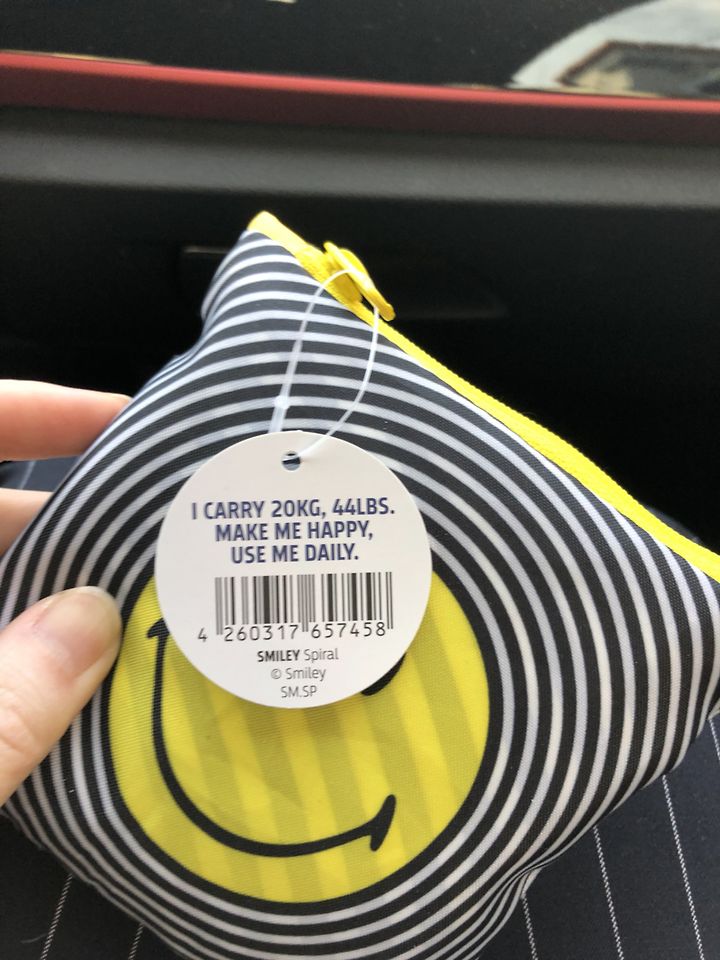 I CARRY 20KG, 44LBS.
MAKE ME HAPPY,
USE ME DAILY.
4 260317 657458
SMILEY Spiral
© Smiley
SM.SP